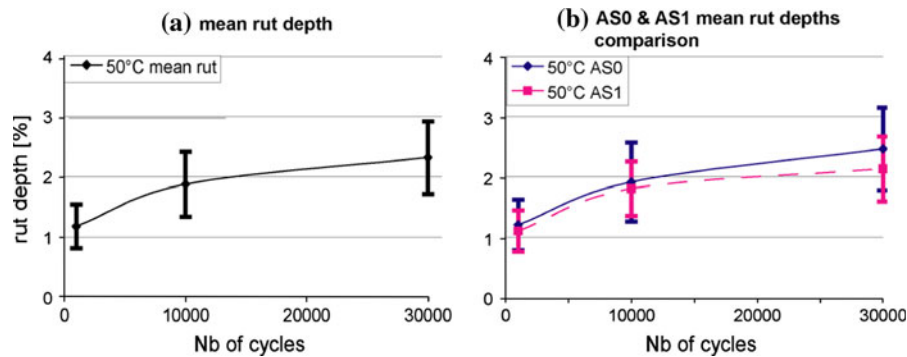 (a) mean rut depth
50°C mean rut
rut depth [%]
4
3
2
1
0
0 10000 20000 30000
Nb of cycles
(b) AS0 & AS1 mean rut depths
comparison
50°C AS0
50°C AS1
4
3
2
1
0
0 10000 20000 30000
Nb of cycles